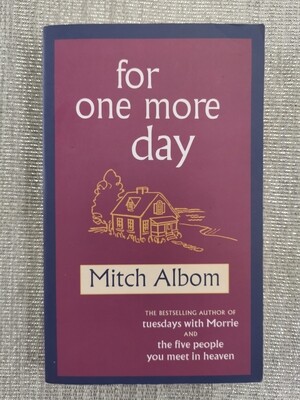 for
one more
day
Mitch Albom
THE BESTSELLING AUTHOR OF
tuesdays with Morrie
AND
the five people
you meet in heaven